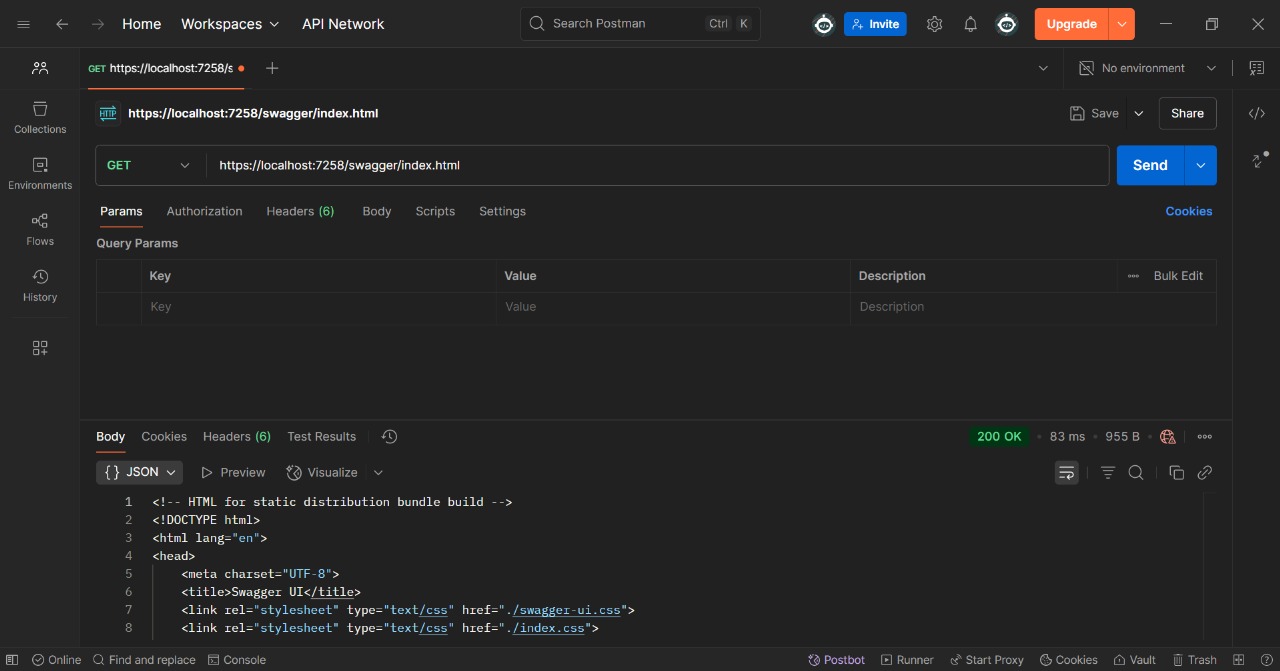 Home Workspaces API Network Search Postman Ctrl K Invite Upgrade
GET https://localhost:7258/s No environment
HTTP https://localhost:7258/swagger/index.html Save Share
Collections
Environments
Flows
History
GET https://localhost:7258/swagger/index.html Send
Params Authorization Headers (6) Body Scripts Settings Cookies
Query Params
Key Value Description Bulk Edit
Key Value Description
Body Cookies Headers (6) Test Results 200 OK • 83 ms • 955 B
{} JSON Preview Visualize
1 <!-- HTML for static distribution bundle build -->
2 <!DOCTYPE html>
3 <html lang="en">
4 <head>
5 <meta charset="UTF-8">
6 <title>Swagger UI</title>
7 <link rel="stylesheet" type="text/css" href="./swagger-ui.css">
8 <link rel="stylesheet" type="text/css" href="./index.css">
Online Find and replace Console Postbot Runner Start Proxy Cookies Vault Trash